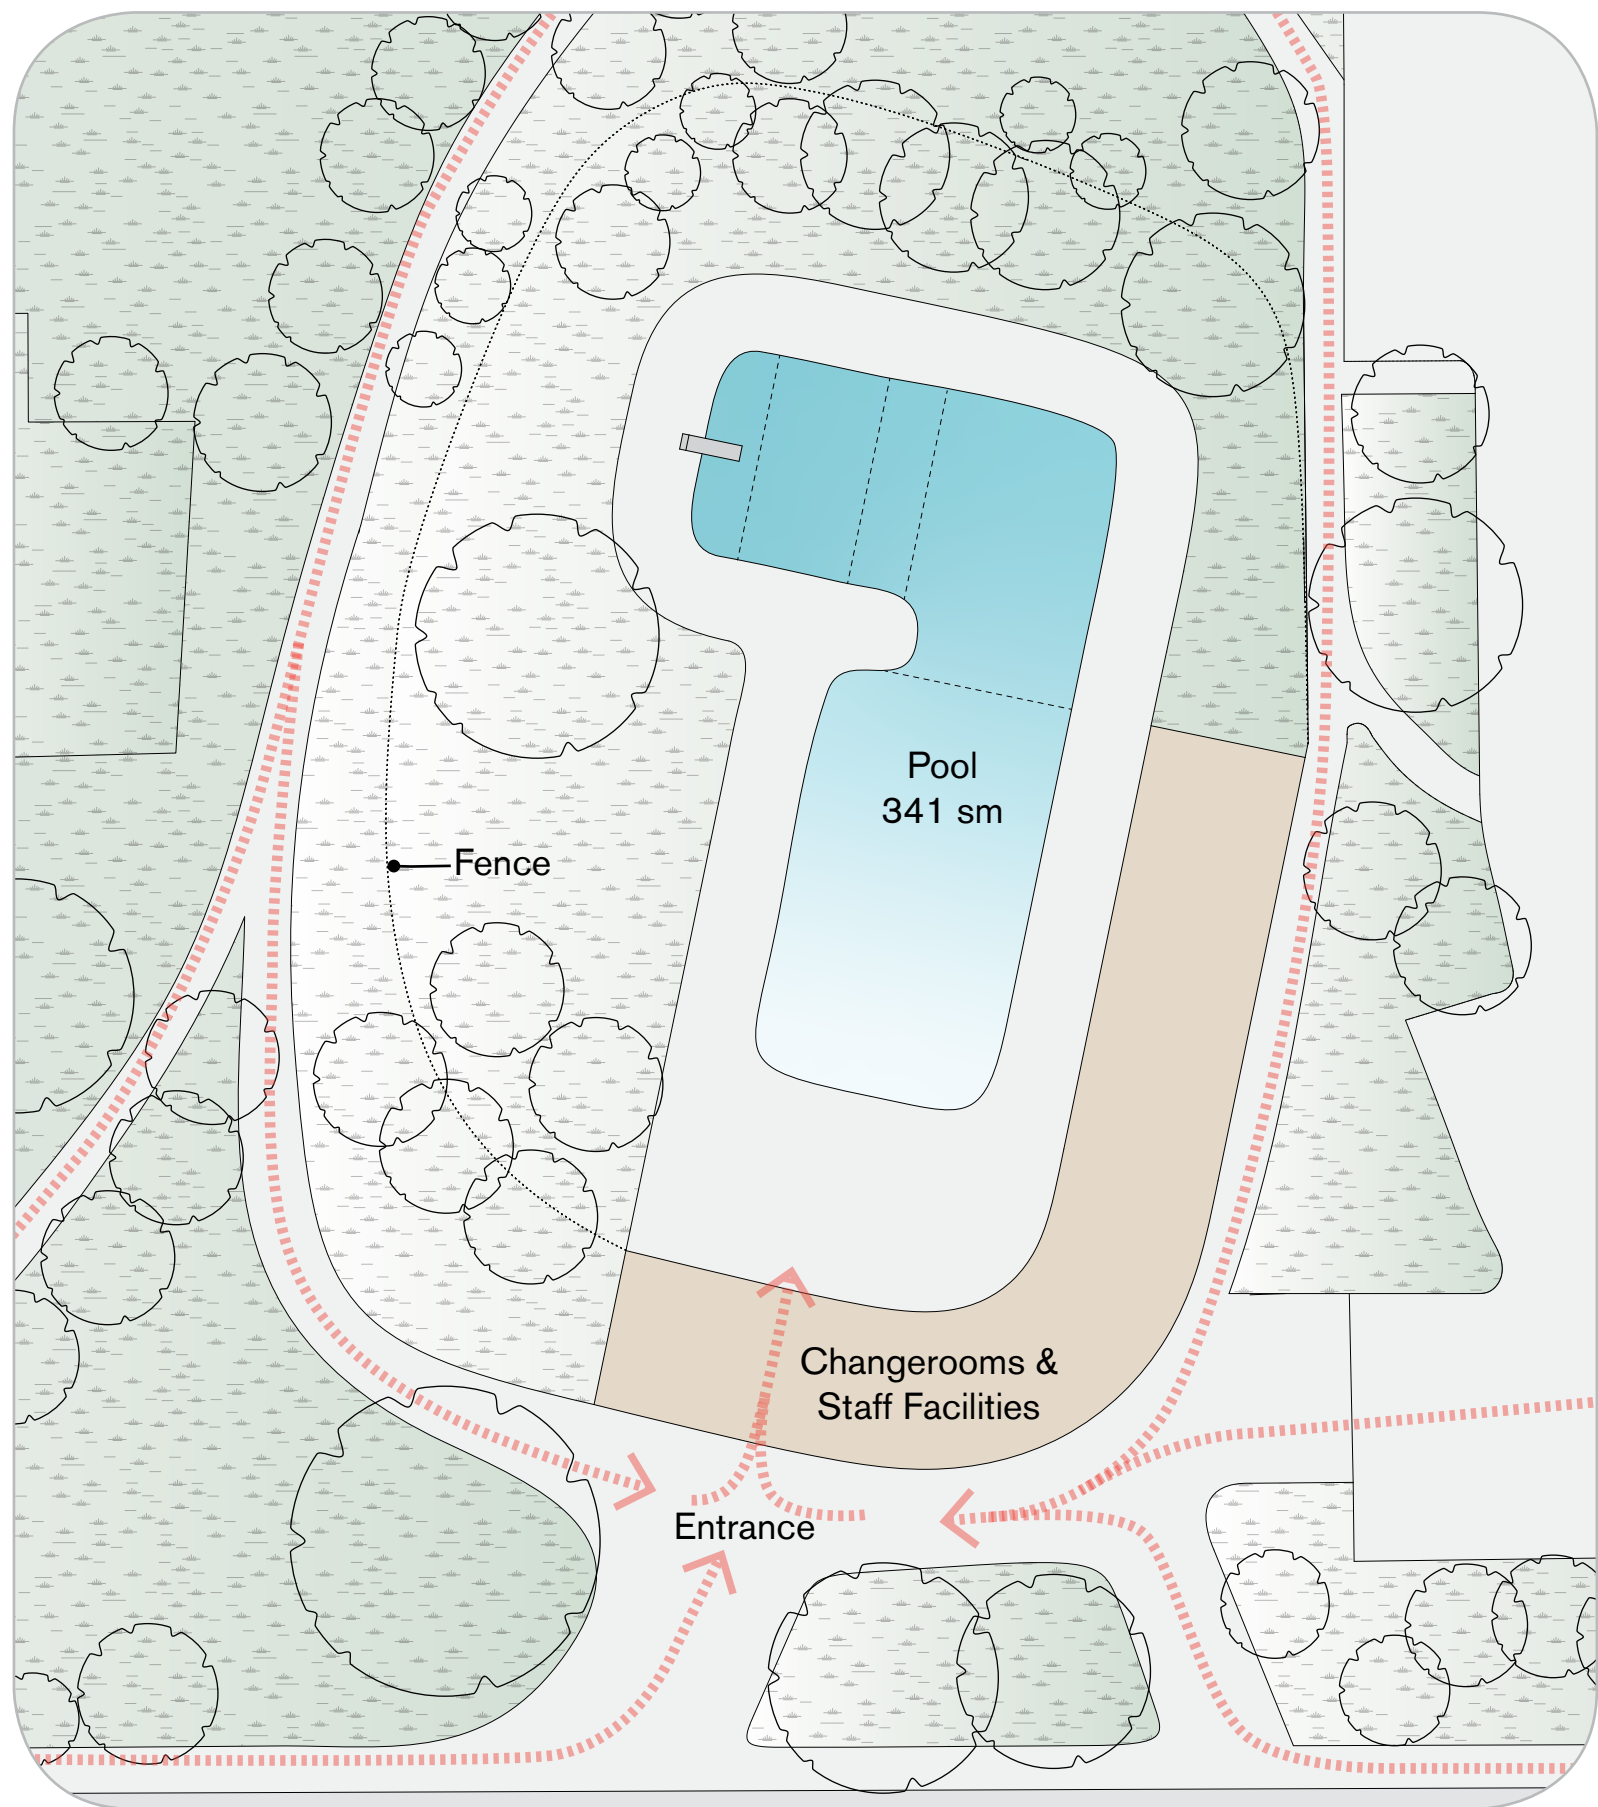 Pool
341 sm
Fence
Changerooms &
Staff Facilities
Entrance